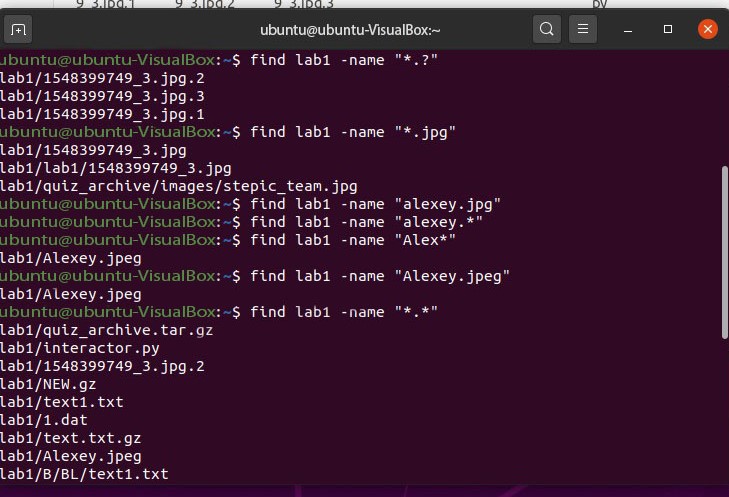 9_3.jpg.1 9_3.jpg.2 9_3.jpg.3 py
ubuntu@ubuntu-VisualBox:~
ubuntu@ubuntu-VisualBox:~$ find lab1 -name "*.?"
lab1/1548399749_3.jpg.2
lab1/1548399749_3.jpg.3
lab1/1548399749_3.jpg.1
ubuntu@ubuntu-VisualBox:~$ find lab1 -name "*.jpg"
lab1/1548399749_3.jpg
lab1/lab1/1548399749_3.jpg
lab1/quiz_archive/images/stepic_team.jpg
ubuntu@ubuntu-VisualBox:~$ find lab1 -name "alexey.jpg"
ubuntu@ubuntu-VisualBox:~$ find lab1 -name "alexey.*"
ubuntu@ubuntu-VisualBox:~$ find lab1 -name "Alex*"
lab1/Alexey.jpeg
ubuntu@ubuntu-VisualBox:~$ find lab1 -name "Alexey.jpeg"
lab1/Alexey.jpeg
ubuntu@ubuntu-VisualBox:~$ find lab1 -name "*.*"
lab1/quiz_archive.tar.gz
lab1/interactor.py
lab1/1548399749_3.jpg.2
lab1/NEW.gz
lab1/text1.txt
lab1/1.dat
lab1/text.txt.gz
lab1/Alexey.jpeg
lab1/B/BL/text1.txt